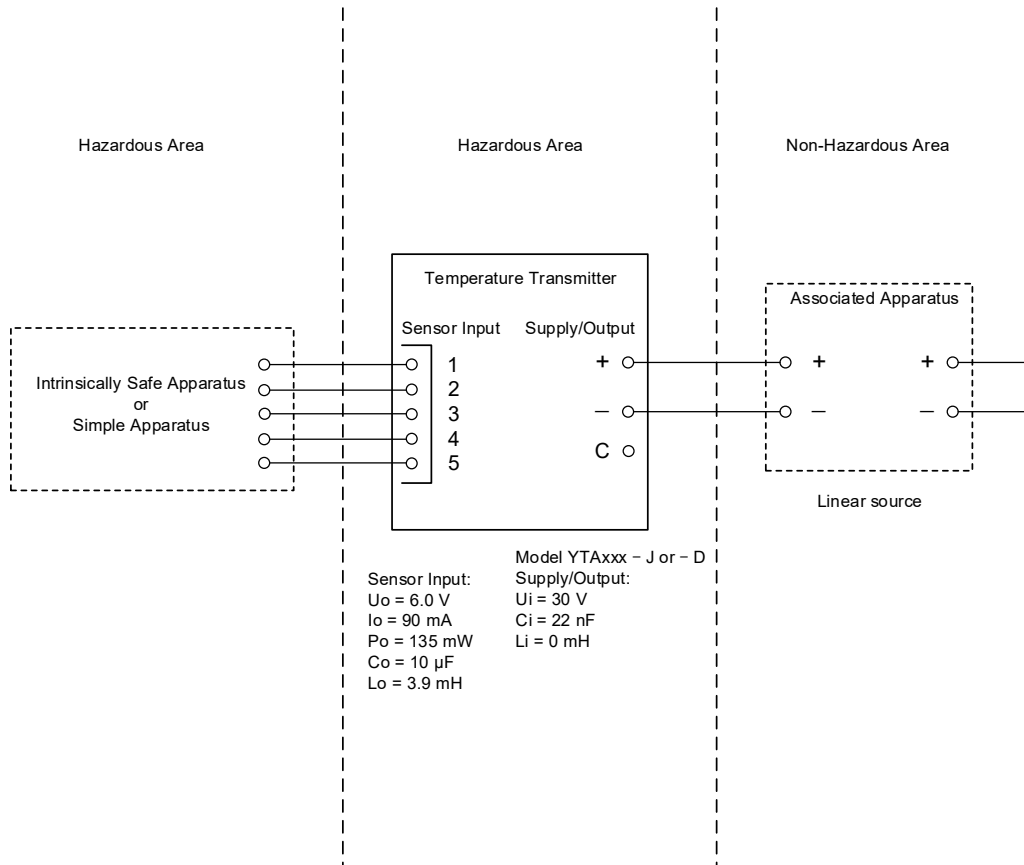 Hazardous Area
Hazardous Area
Non-Hazardous Area
Intrinsically Safe Apparatus
or
Simple Apparatus
Temperature Transmitter
Sensor Input
Supply/Output
1
2
3
4
5
+
−
C
Associated Apparatus
+
+
−
−
Linear source
Sensor Input:
Uo = 6.0 V
Io = 90 mA
Po = 135 mW
Co = 10 µF
Lo = 3.9 mH
Model YTAxxx − J or − D
Supply/Output:
Ui = 30 V
Ci = 22 nF
Li = 0 mH